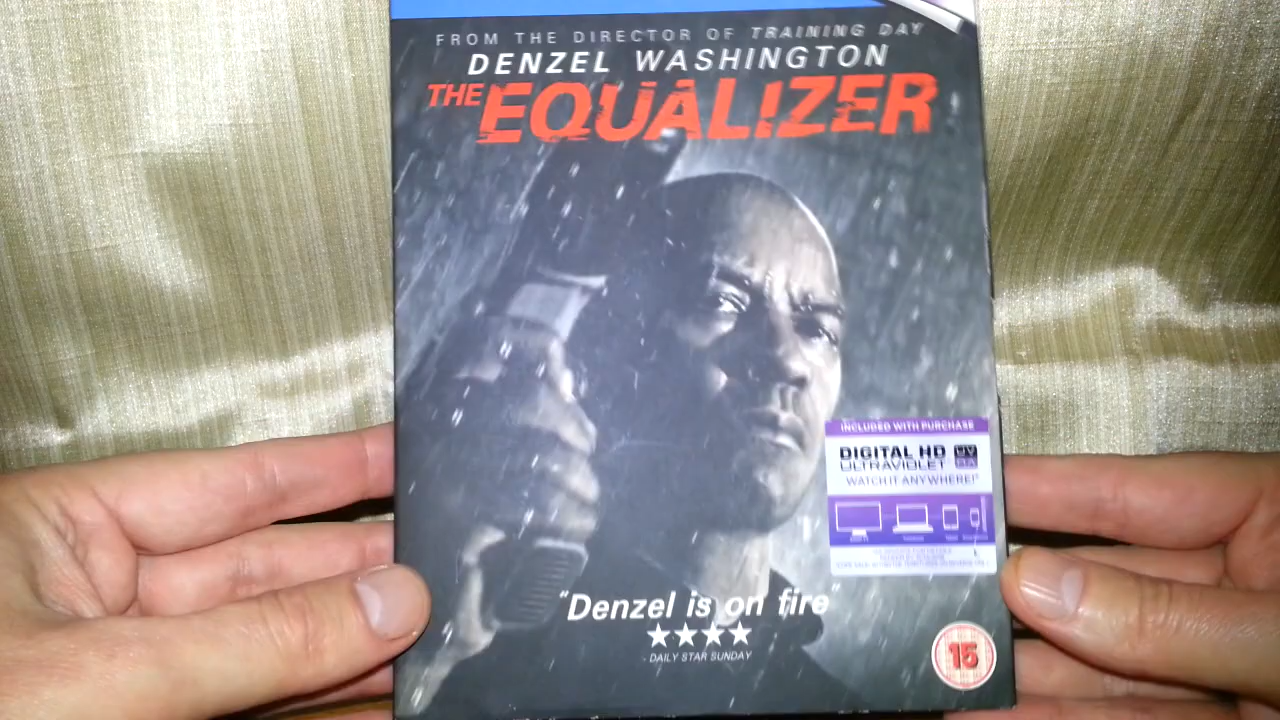 FROM THE DIRECTOR OF TRAINING DAY
DENZEL WASHINGTON
THE EQUALIZER
INCLUDED WITH PURCHASE
DIGITAL HD UV
ULTRAVIOLET
WATCH IT ANYWHERE!
"Denzel is on fire"
★★★★
- DAILY STAR SUNDAY
15